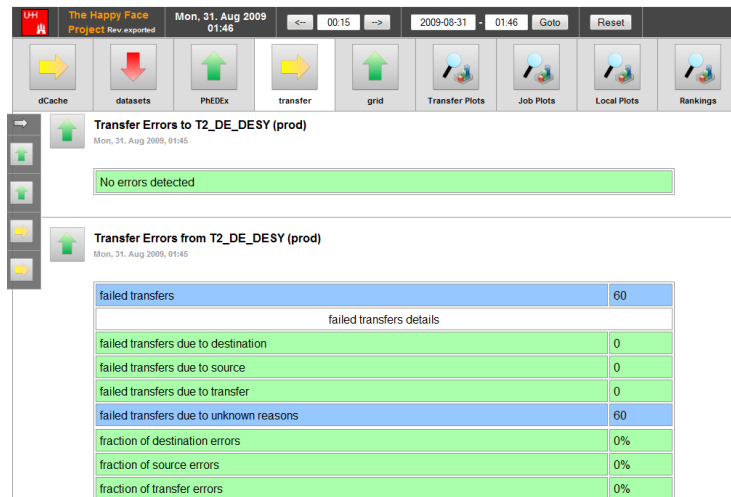 UH
The Happy Face
Project Rev.exported
Mon, 31. Aug 2009
01:46
<--
00:15
-->
2009-08-31
-
01:46
Goto
Reset
dCache
datasets
PhEDEx
transfer
grid
Transfer Plots
Job Plots
Local Plots
Rankings
Transfer Errors to T2_DE_DESY (prod)
Mon, 31. Aug 2009, 01:45
No errors detected
Transfer Errors from T2_DE_DESY (prod)
Mon, 31. Aug 2009, 01:45
failed transfers 60
failed transfers details
failed transfers due to destination 0
failed transfers due to source 0
failed transfers due to transfer 0
failed transfers due to unknown reasons 60
fraction of destination errors 0%
fraction of source errors 0%
fraction of transfer errors 0%